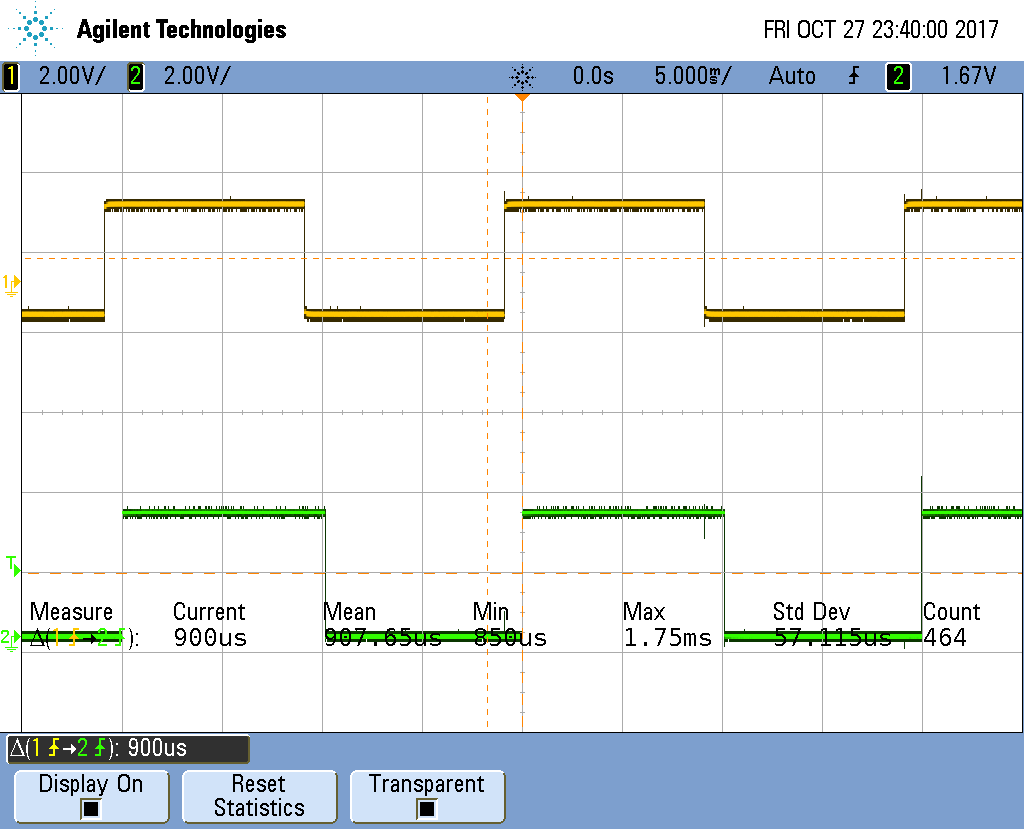 Agilent Technologies
FRI OCT 27 23:40:00 2017
1 2.00V/ 2 2.00V/ 0.0s 5.000ms/ Auto 2 1.67V
1
T
Measure Current Mean Min Max Std Dev Count
2 Δ(1→2): 900us 907.65us 850us 1.75ms 57.115us 464
Δ(1→2): 900us
Display On
Reset Statistics
Transparent